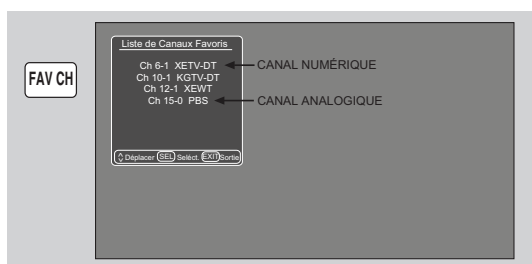 FAV CH
Liste de Canaux Favoris
Ch 6-1 XETV-DT
CANAL NUMÉRIQUE
Ch 10-1 KGTV-DT
Ch 12-1 XEWT
Ch 15-0 PBS
CANAL ANALOGIQUE
Déplacer SEL Seléct. EXIT Sortie